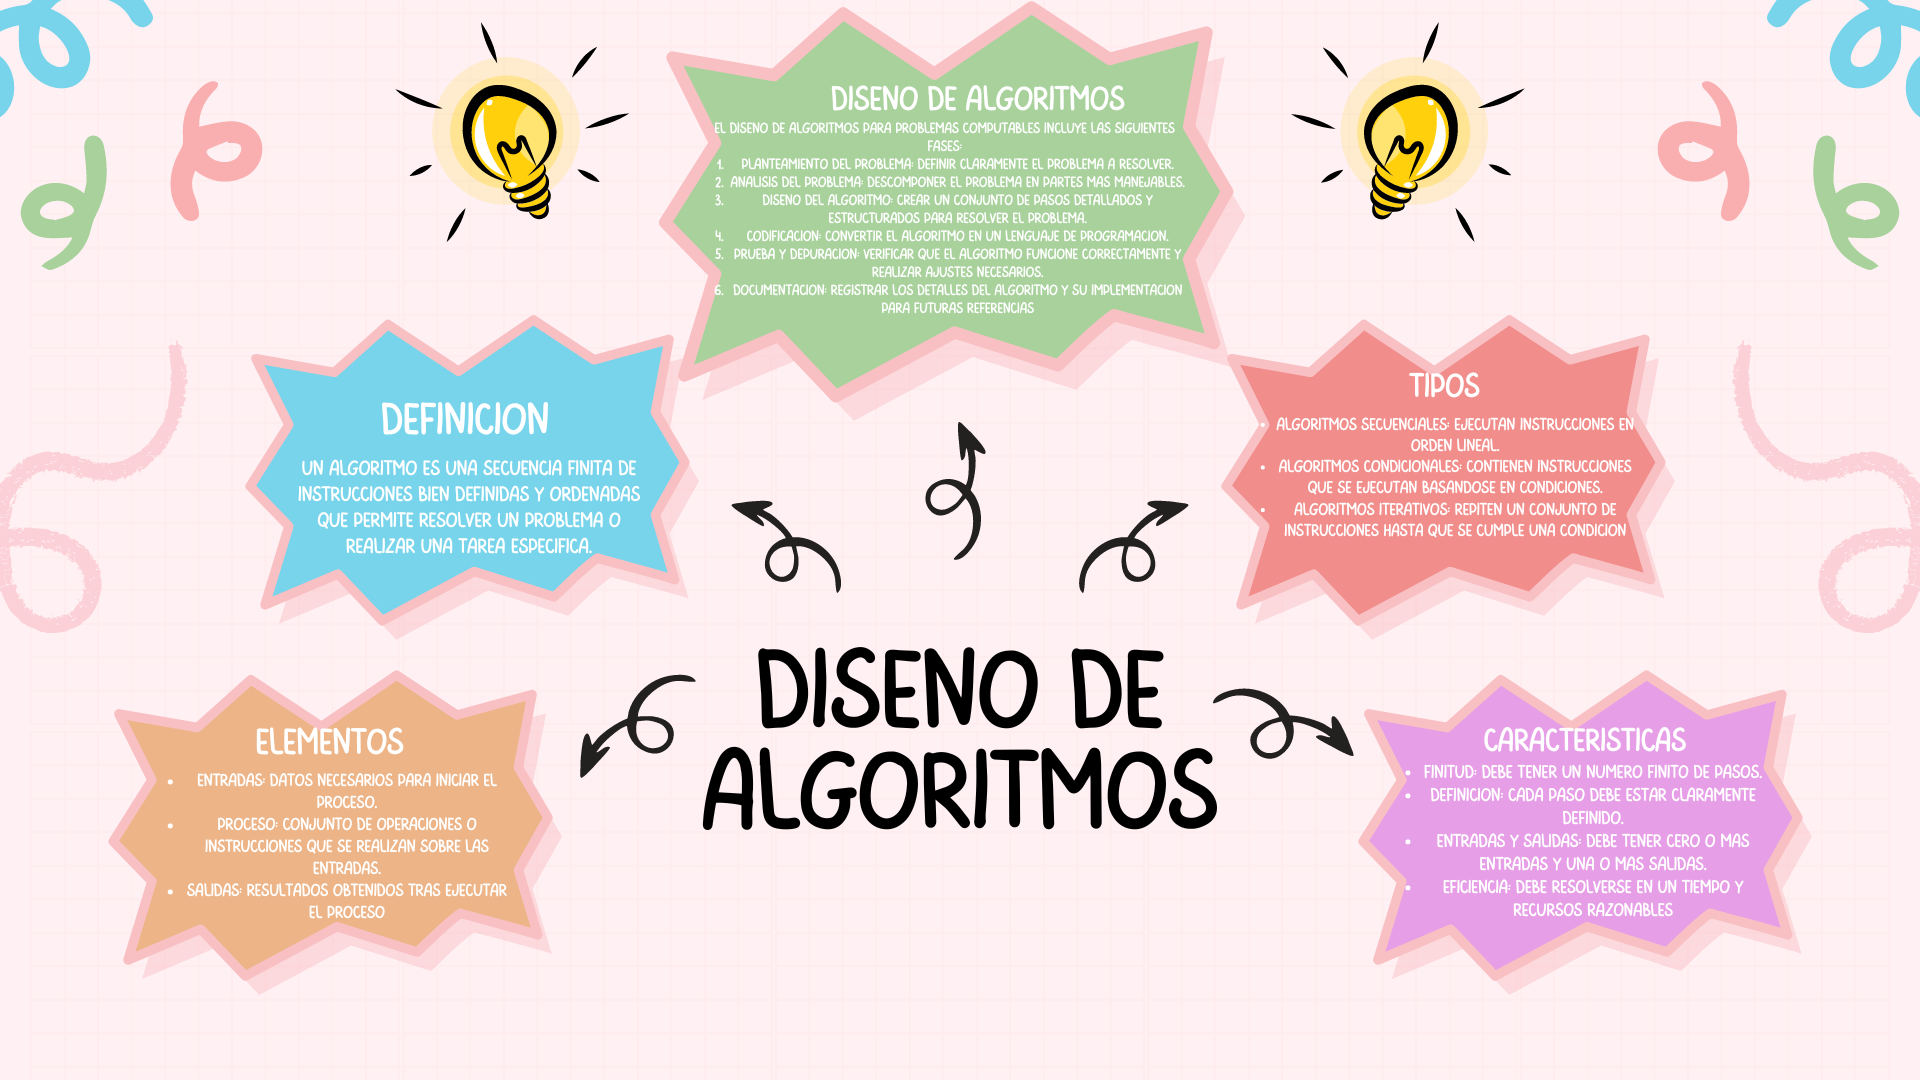 DISENO DE ALGORITMOS
EL DISENO DE ALGORITMOS PARA PROBLEMAS COMPUTABLES INCLUYE LAS SIGUIENTES
FASES:
1. PLANTEAMIENTO DEL PROBLEMA: DEFINIR CLARAMENTE EL PROBLEMA A RESOLVER.
2. ANALISIS DEL PROBLEMA: DESCOMPONER EL PROBLEMA EN PARTES MAS MANEJABLES.
3. DISENO DEL ALGORITMO: CREAR UN CONJUNTO DE PASOS DETALLADOS Y
ESTRUCTURADOS PARA RESOLVER EL PROBLEMA.
4. CODIFICACION: CONVERTIR EL ALGORITMO EN UN LENGUAJE DE PROGRAMACION.
5. PRUEBA Y DEPURACION: VERIFICAR QUE EL ALGORITMO FUNCIONE CORRECTAMENTE Y
REALIZAR AJUSTES NECESARIOS.
6. DOCUMENTACION: REGISTRAR LOS DETALLES DEL ALGORITMO Y SU IMPLEMENTACION
PARA FUTURAS REFERENCIAS
DEFINICION
UN ALGORITMO ES UNA SECUENCIA FINITA DE
INSTRUCCIONES BIEN DEFINIDAS Y ORDENADAS
QUE PERMITE RESOLVER UN PROBLEMA O
REALIZAR UNA TAREA ESPECIFICA.
TIPOS
• ALGORITMOS SECUENCIALES: EJECUTAN INSTRUCCIONES EN
ORDEN LINEAL.
• ALGORITMOS CONDICIONALES: CONTIENEN INSTRUCCIONES
QUE SE EJECUTAN BASANDOSE EN CONDICIONES.
• ALGORITMOS ITERATIVOS: REPITEN UN CONJUNTO DE
INSTRUCCIONES HASTA QUE SE CUMPLE UNA CONDICION
DISENO DE
ALGORITMOS
ELEMENTOS
• ENTRADAS: DATOS NECESARIOS PARA INICIAR EL
PROCESO.
• PROCESO: CONJUNTO DE OPERACIONES O
INSTRUCCIONES QUE SE REALIZAN SOBRE LAS
ENTRADAS.
• SALIDAS: RESULTADOS OBTENIDOS TRAS EJECUTAR
EL PROCESO
CARACTERISTICAS
• FINITUD: DEBE TENER UN NUMERO FINITO DE PASOS.
• DEFINICION: CADA PASO DEBE ESTAR CLARAMENTE
DEFINIDO.
• ENTRADAS Y SALIDAS: DEBE TENER CERO O MAS
ENTRADAS Y UNA O MAS SALIDAS.
• EFICIENCIA: DEBE RESOLVERSE EN UN TIEMPO Y
RECURSOS RAZONABLES